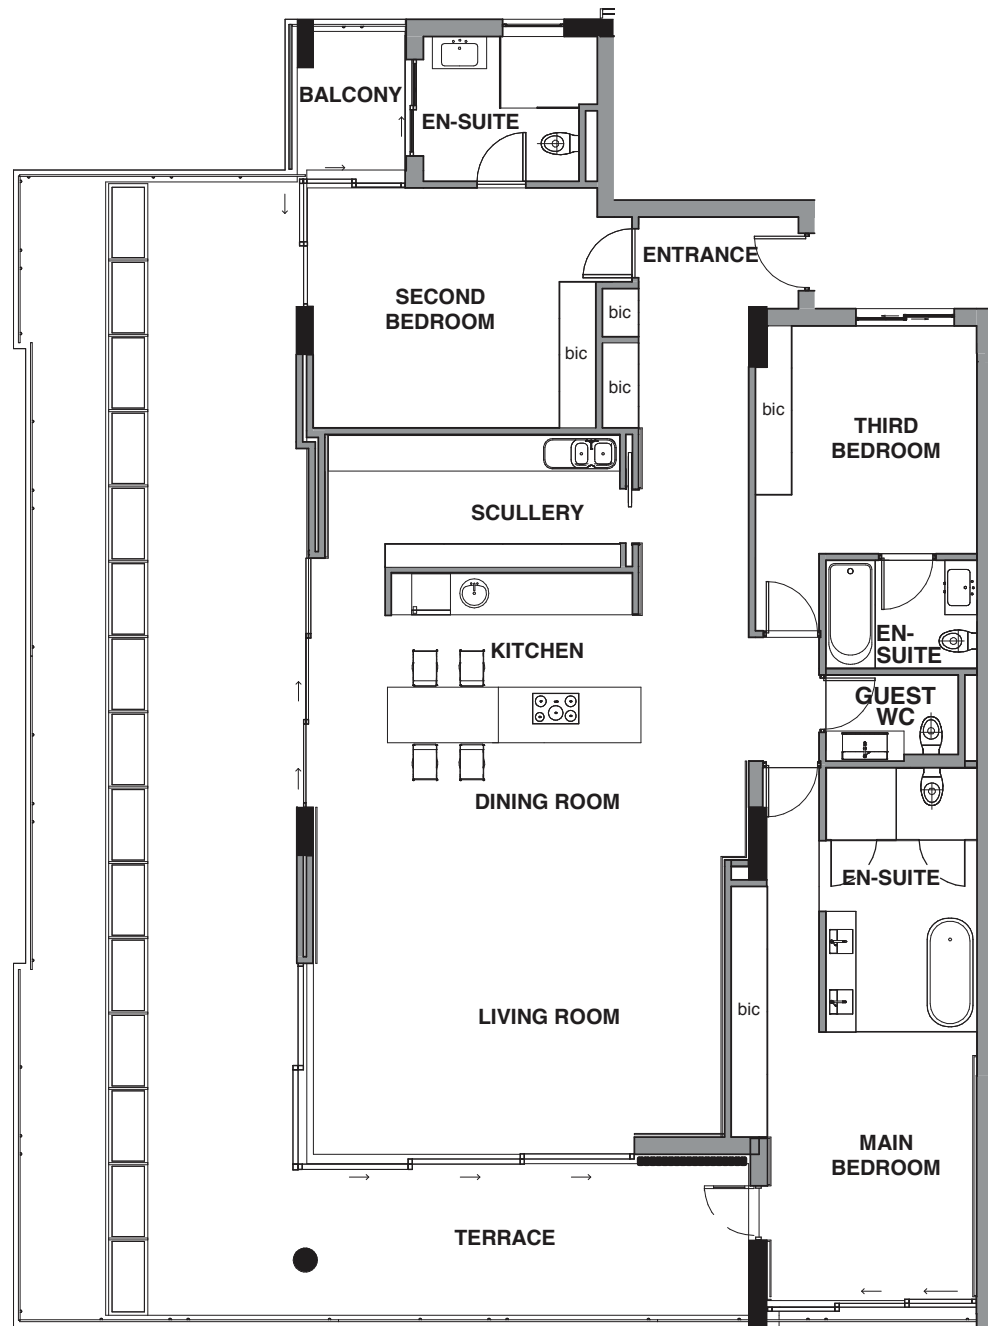 BALCONY
EN-SUITE
ENTRANCE
SECOND
BEDROOM
bic
bic
bic
bic
THIRD
BEDROOM
SCULLERY
EN-
SUITE
KITCHEN
GUEST
WC
DINING ROOM
EN-SUITE
LIVING ROOM
bic
MAIN
BEDROOM
TERRACE